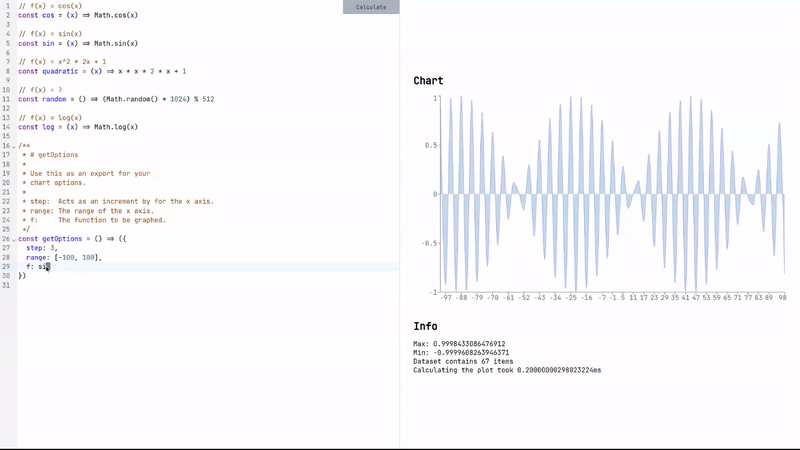 1 // f(x) = cos(x)
2 const cos = (x) => Math.cos(x)
3
4 // f(x) = sin(x)
5 const sin = (x) => Math.sin(x)
6
7 // f(x) = x^2 * 2x + 1
8 const quadratic = (x) => x * x * 2 * x + 1
9
10 // f(x) = ?
11 const random = () => (Math.random() * 1024) % 512
12
13 // f(x) = log(x)
14 const log = (x) => Math.log(x)
15
16 /**
17 * # getOptions
18 *
19 * Use this as an export for your
20 * chart options.
21 *
22 * step: Acts as an increment by for the x axis.
23 * range: The range of the x axis.
24 * f: The function to be graphed.
25 */
26 const getOptions = () => ({
27 step: 3,
28 range: [-100, 100],
29 f: si
30 })
31
Calculate
Chart
1
0.5
0
-0.5
-1
-97 -88 -79 -70 -61 -52 -43 -34 -25 -16 -7 -1 5 11 17 23 29 35 41 47 53 59 65 71 77 83 89 98
Info
Max: 0.9998433086476912
Min: -0.9999608263946371
Dataset contains 67 items
Calculating the plot took 0.20000000298023224ms